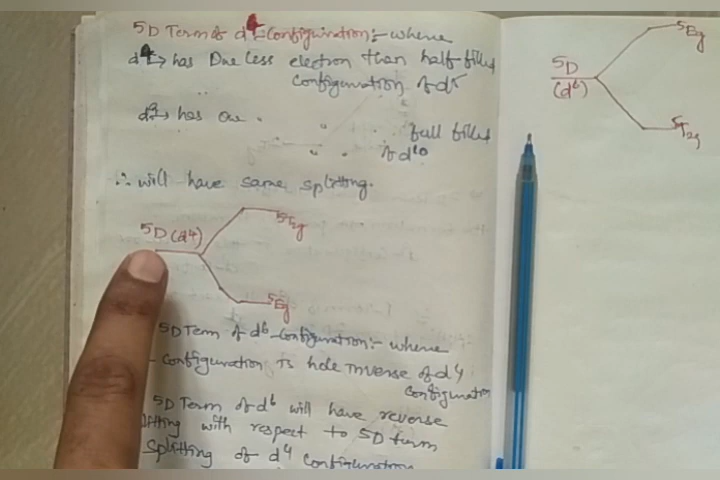 5D Term of d4 Configuration:- where
d4→ has One Less electron than half filled
configuration of d5
d9→ has one " " " full filled
of d10
∴ will have same splitting.
5D (d4)
5T2g
5Eg
5D Term of d6 Configuration:- where
Configuration is hole inverse of d4
Configuration
5D Term of d6 will have reverse
with respect to 5D term
Splitting of d4 Configuration
5Eg
5D
(d6)
5T2g